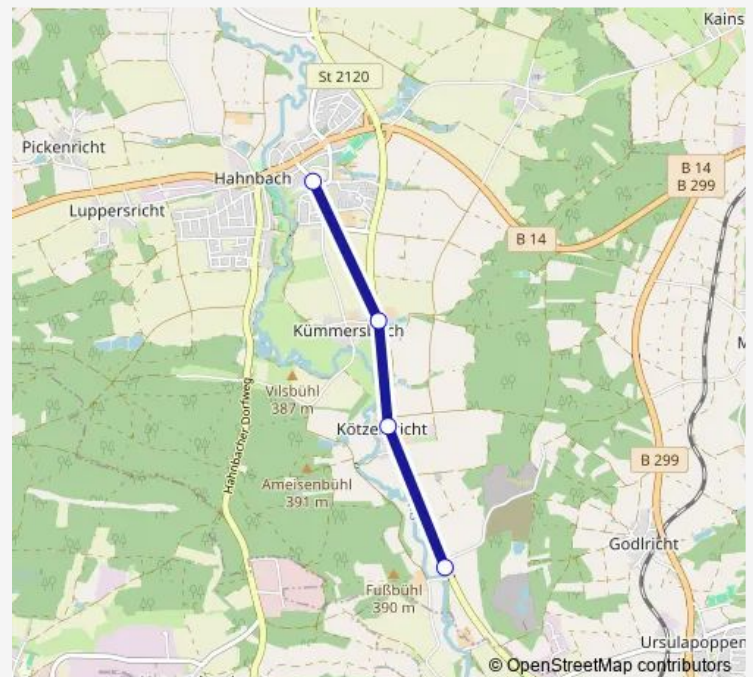 Kains
St 2120
Pickenricht
Hahnbach
B 14
B 299
Luppersricht
B 14
Vilsbühl
387 m
Hahnbacher Dorfweg
B 299
Ameisenbühl
391 m
Godlricht
Fußbühl
390 m
Ursulapoppen
© OpenStreetMap contributors